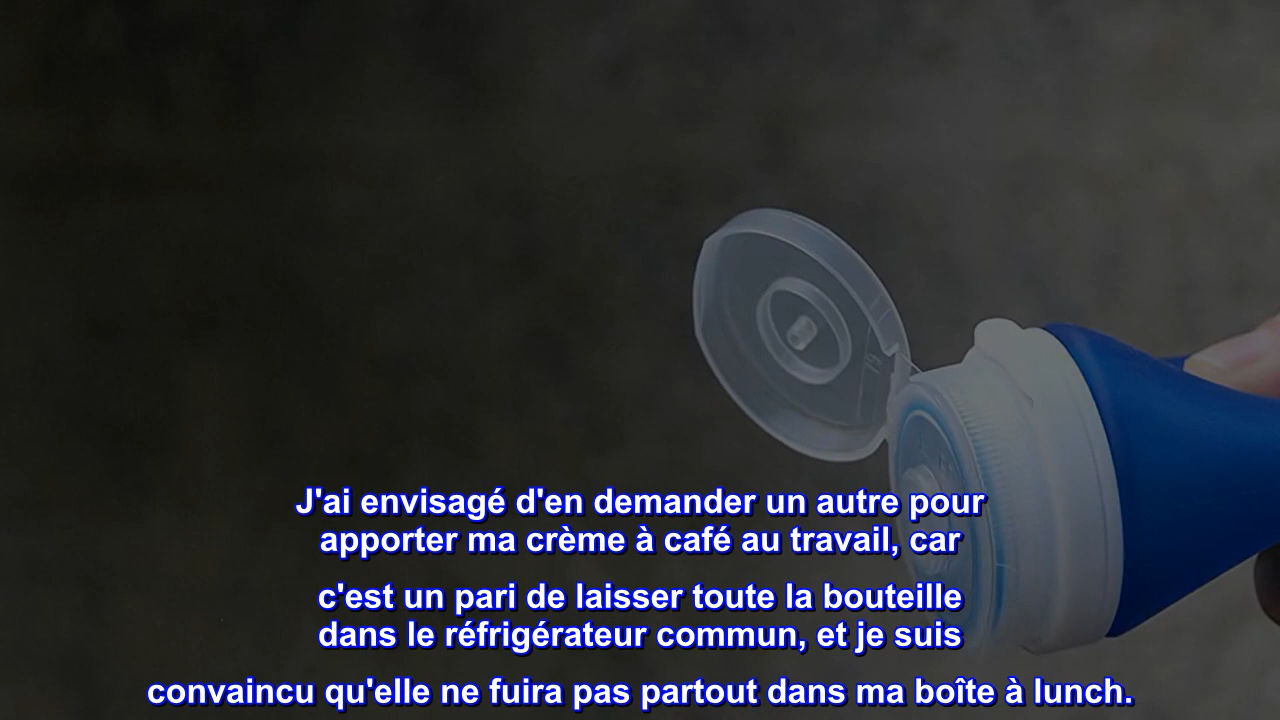 J'ai envisagé d'en demander un autre pour
apporter ma crème à café au travail, car
c'est un pari de laisser toute la bouteille
dans le réfrigérateur commun, et je suis
convaincu qu'elle ne fuira pas partout dans ma boîte à lunch.